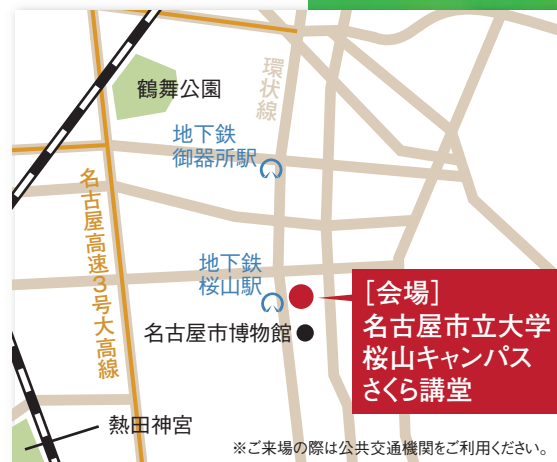 鶴舞公園
環状線
地下鉄
御器所駅
名古屋高速3号大高線
地下鉄
桜山駅
[会場]
名古屋市立大学
桜山キャンパス
さくら講堂
名古屋市博物館
熱田神宮
※ご来場の際は公共交通機関をご利用ください。